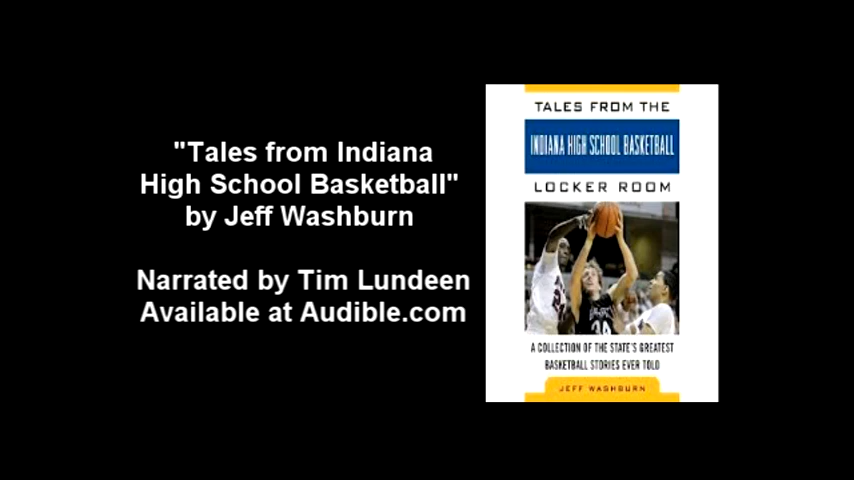 "Tales from Indiana
High School Basketball"
by Jeff Washburn
Narrated by Tim Lundeen
Available at Audible.com
TALES FROM THE
INDIANA HIGH SCHOOL BASKETBALL
LOCKER ROOM
A COLLECTION OF THE STATE'S GREATEST
BASKETBALL STORIES EVER TOLD
JEFF WASHBURN